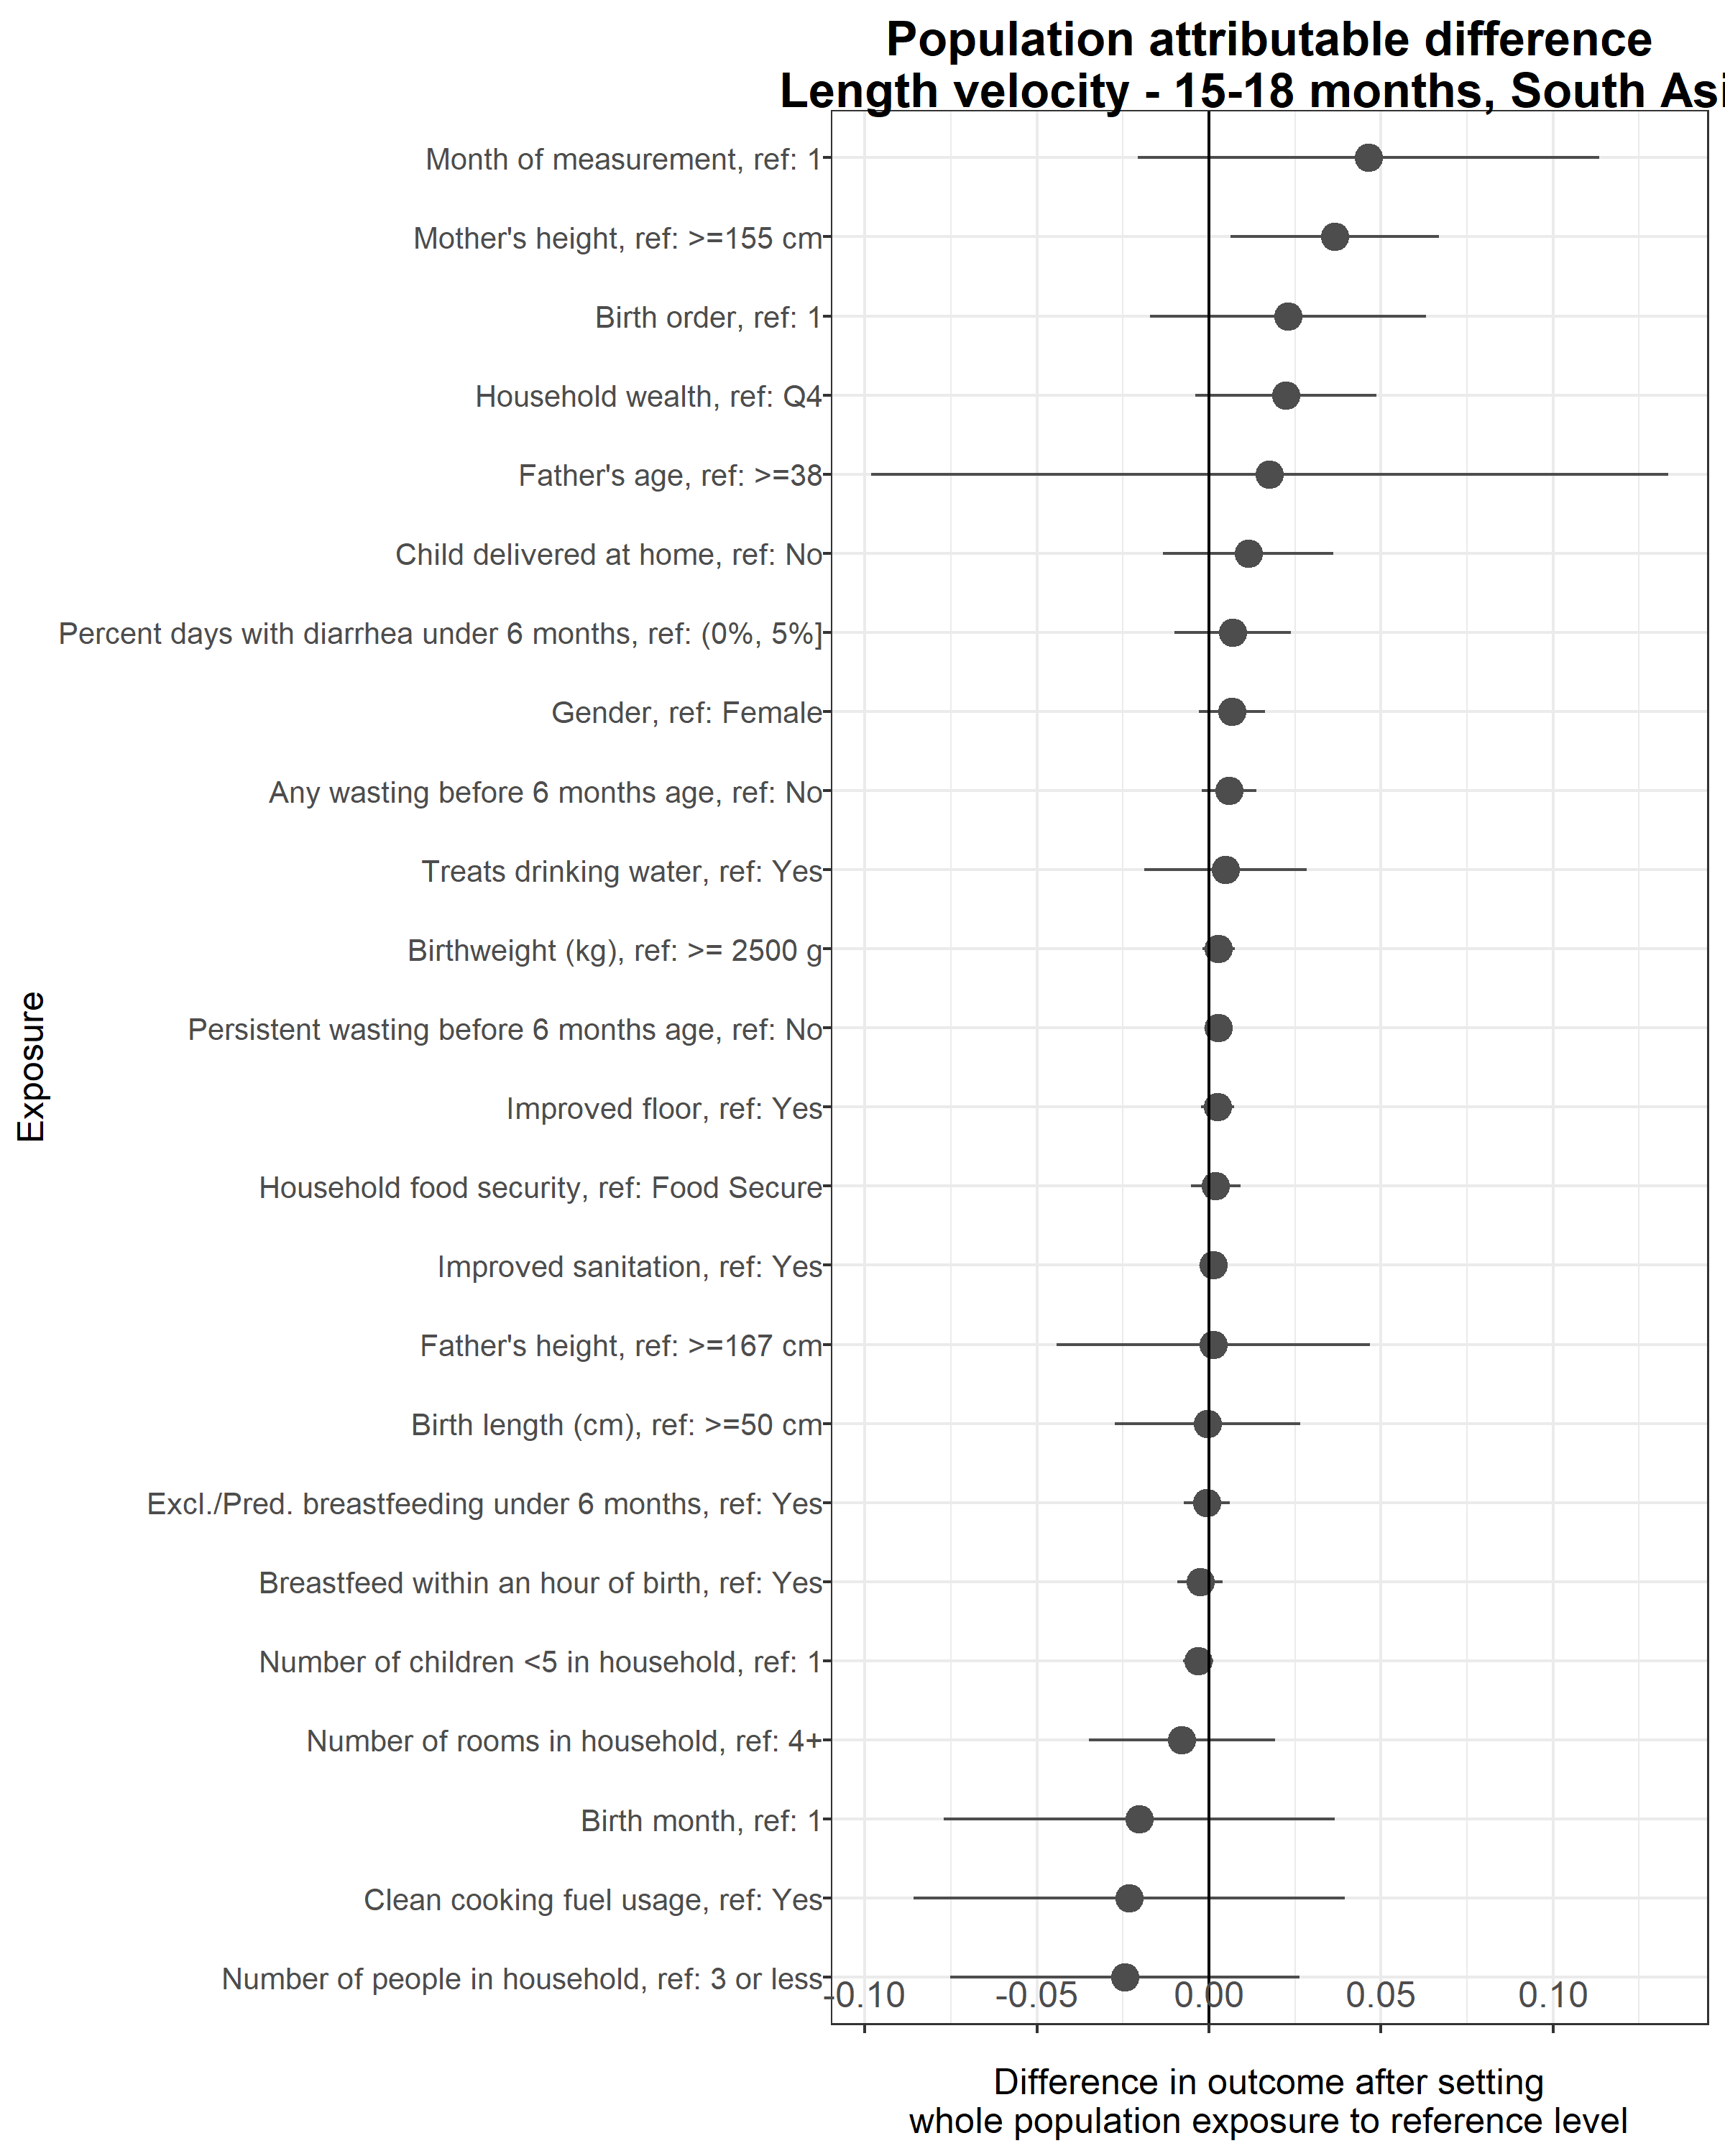 Population attributable difference
Length velocity - 15-18 months, South Asi
Month of measurement, ref: 1
Mother's height, ref: >=155 cm
Birth order, ref: 1
Household wealth, ref: Q4
Father's age, ref: >=38
Child delivered at home, ref: No
Percent days with diarrhea under 6 months, ref: (0%, 5%]
Gender, ref: Female
Any wasting before 6 months age, ref: No
Treats drinking water, ref: Yes
Birthweight (kg), ref: >= 2500 g
Persistent wasting before 6 months age, ref: No
Improved floor, ref: Yes
Household food security, ref: Food Secure
Improved sanitation, ref: Yes
Father's height, ref: >=167 cm
Birth length (cm), ref: >=50 cm
Excl./Pred. breastfeeding under 6 months, ref: Yes
Breastfeed within an hour of birth, ref: Yes
Number of children <5 in household, ref: 1
Number of rooms in household, ref: 4+
Birth month, ref: 1
Clean cooking fuel usage, ref: Yes
Number of people in household, ref: 3 or less
Exposure
-0.10 -0.05 0.00 0.05 0.10
Difference in outcome after setting
whole population exposure to reference level